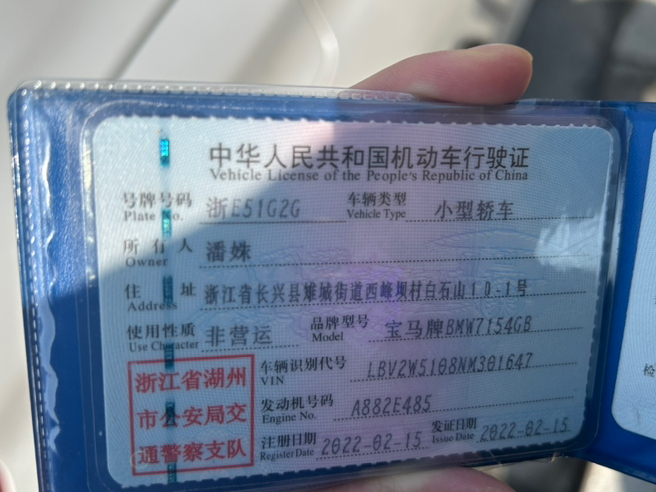 中华人民共和国机动车行驶证
Vehicle License of the People's Republic of China
号牌号码 浙E51G2G 车辆类型 小型轿车
Plate No. Vehicle Type
所有人 潘姝
Owner
住址 浙江省长兴县雉城街道西峰坝村白石山10-1号
Address
使用性质 非营运 品牌型号 宝马牌BMW7154GB
Use Character Model
浙江省湖州
市公安局交
通警察支队
车辆识别代号 LBV2W5108NM301647
VIN
发动机号码 A882E485
Engine No.
注册日期 2022-02-15 发证日期 2022-02-15
Register Date Issue Date
检